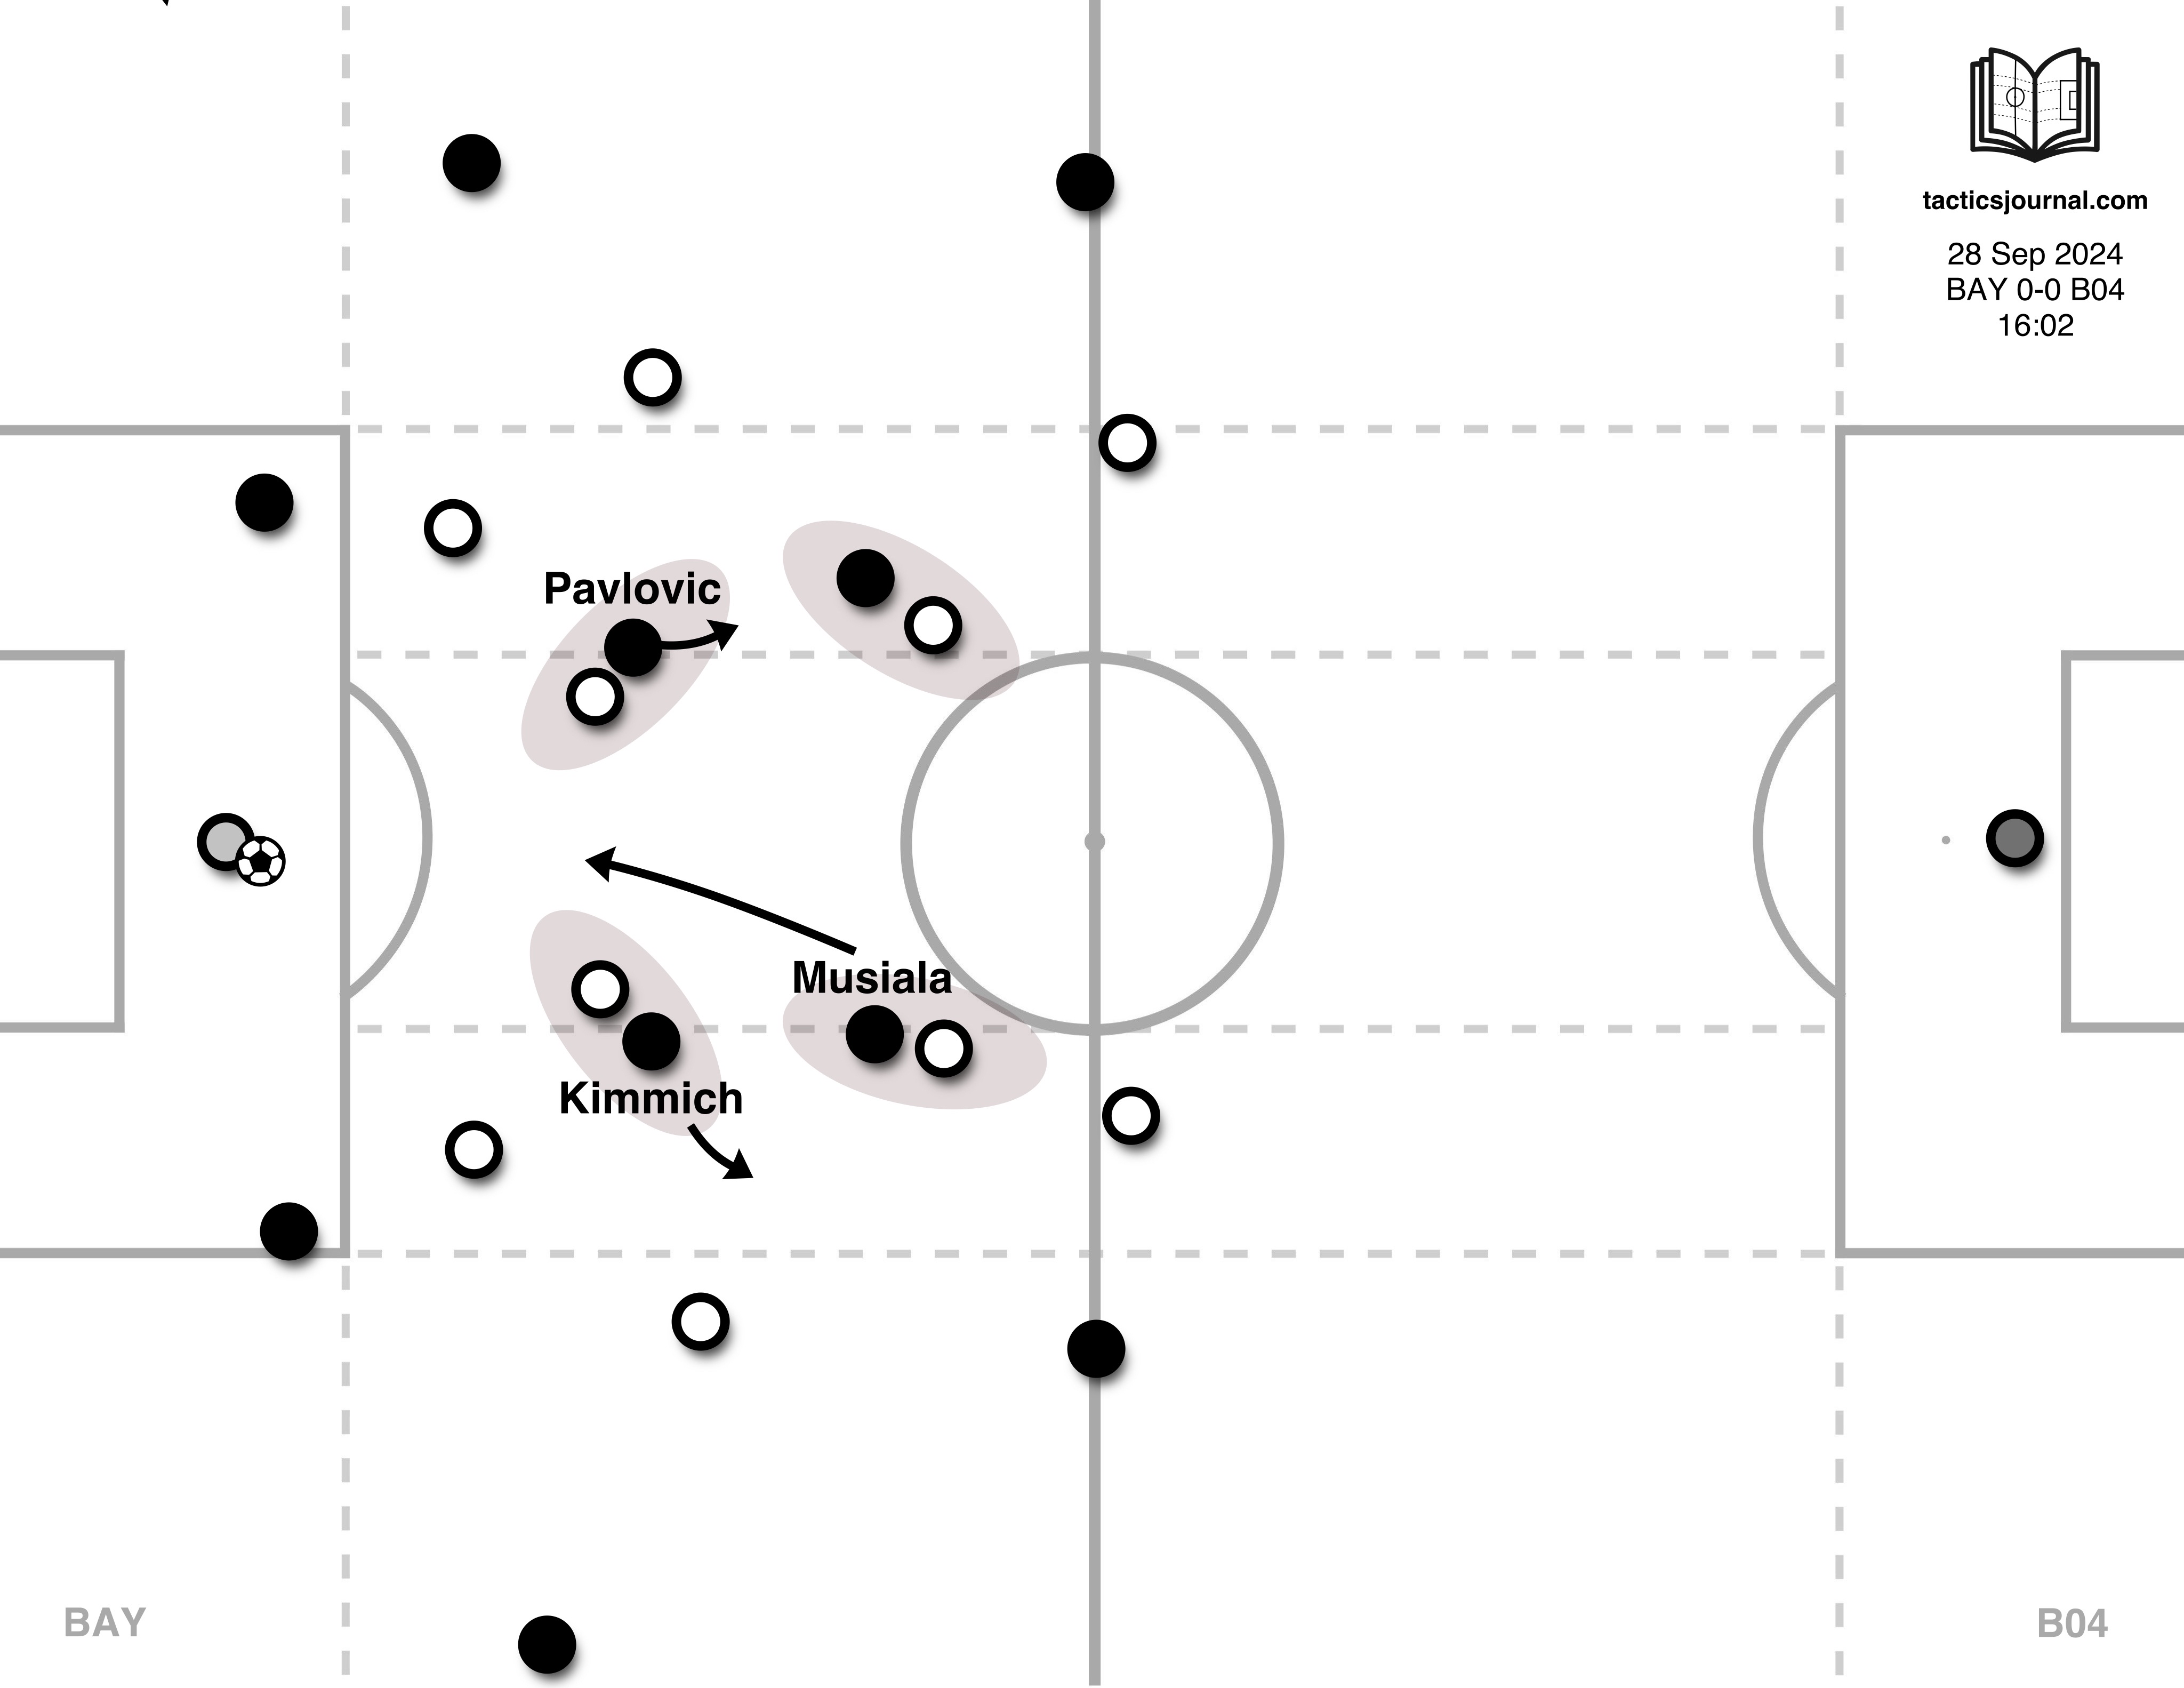 tacticsjournal.com
28 Sep 2024
BAY 0-0 B04
16:02
Pavlovic
Musiala
Kimmich
BAY
B04